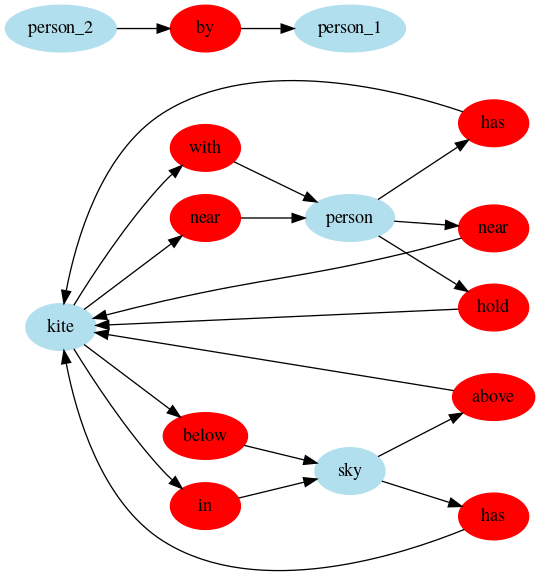 person_2
by
person_1
has
with
near
person
near
hold
kite
above
below
sky
in
has